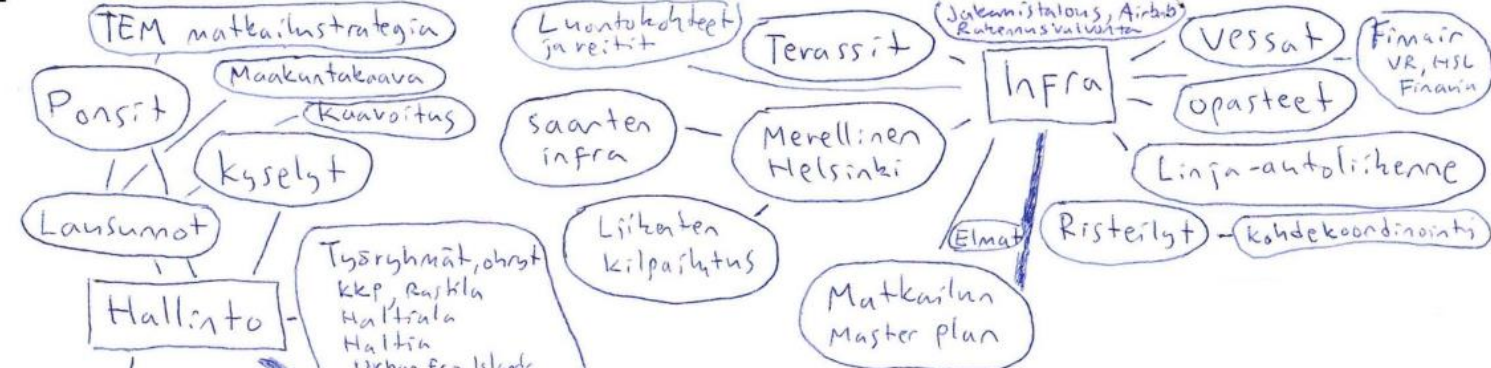 TEM matkailustrategia
Ponsit
Maakuntakaava
Kaavoitus
Kyselyt
Lausunnot
Hallinto
Työryhmät, ohryt
KKP, Rastila
Haltiala
Haltia
Luontokohteet
ja reitit
Terassit
Jakamistalous, Airbnb
Rakennusvalvonta
Infra
Vessat
Finnair
VR, HSL
Finavia
Opasteet
saarten
infra
Merellinen
Helsinki
Linja-autoliikenne
Liikenten
kilpailutus
Elmat
Risteilyt
Kohdekoordinointi
Matkailun
Master plan